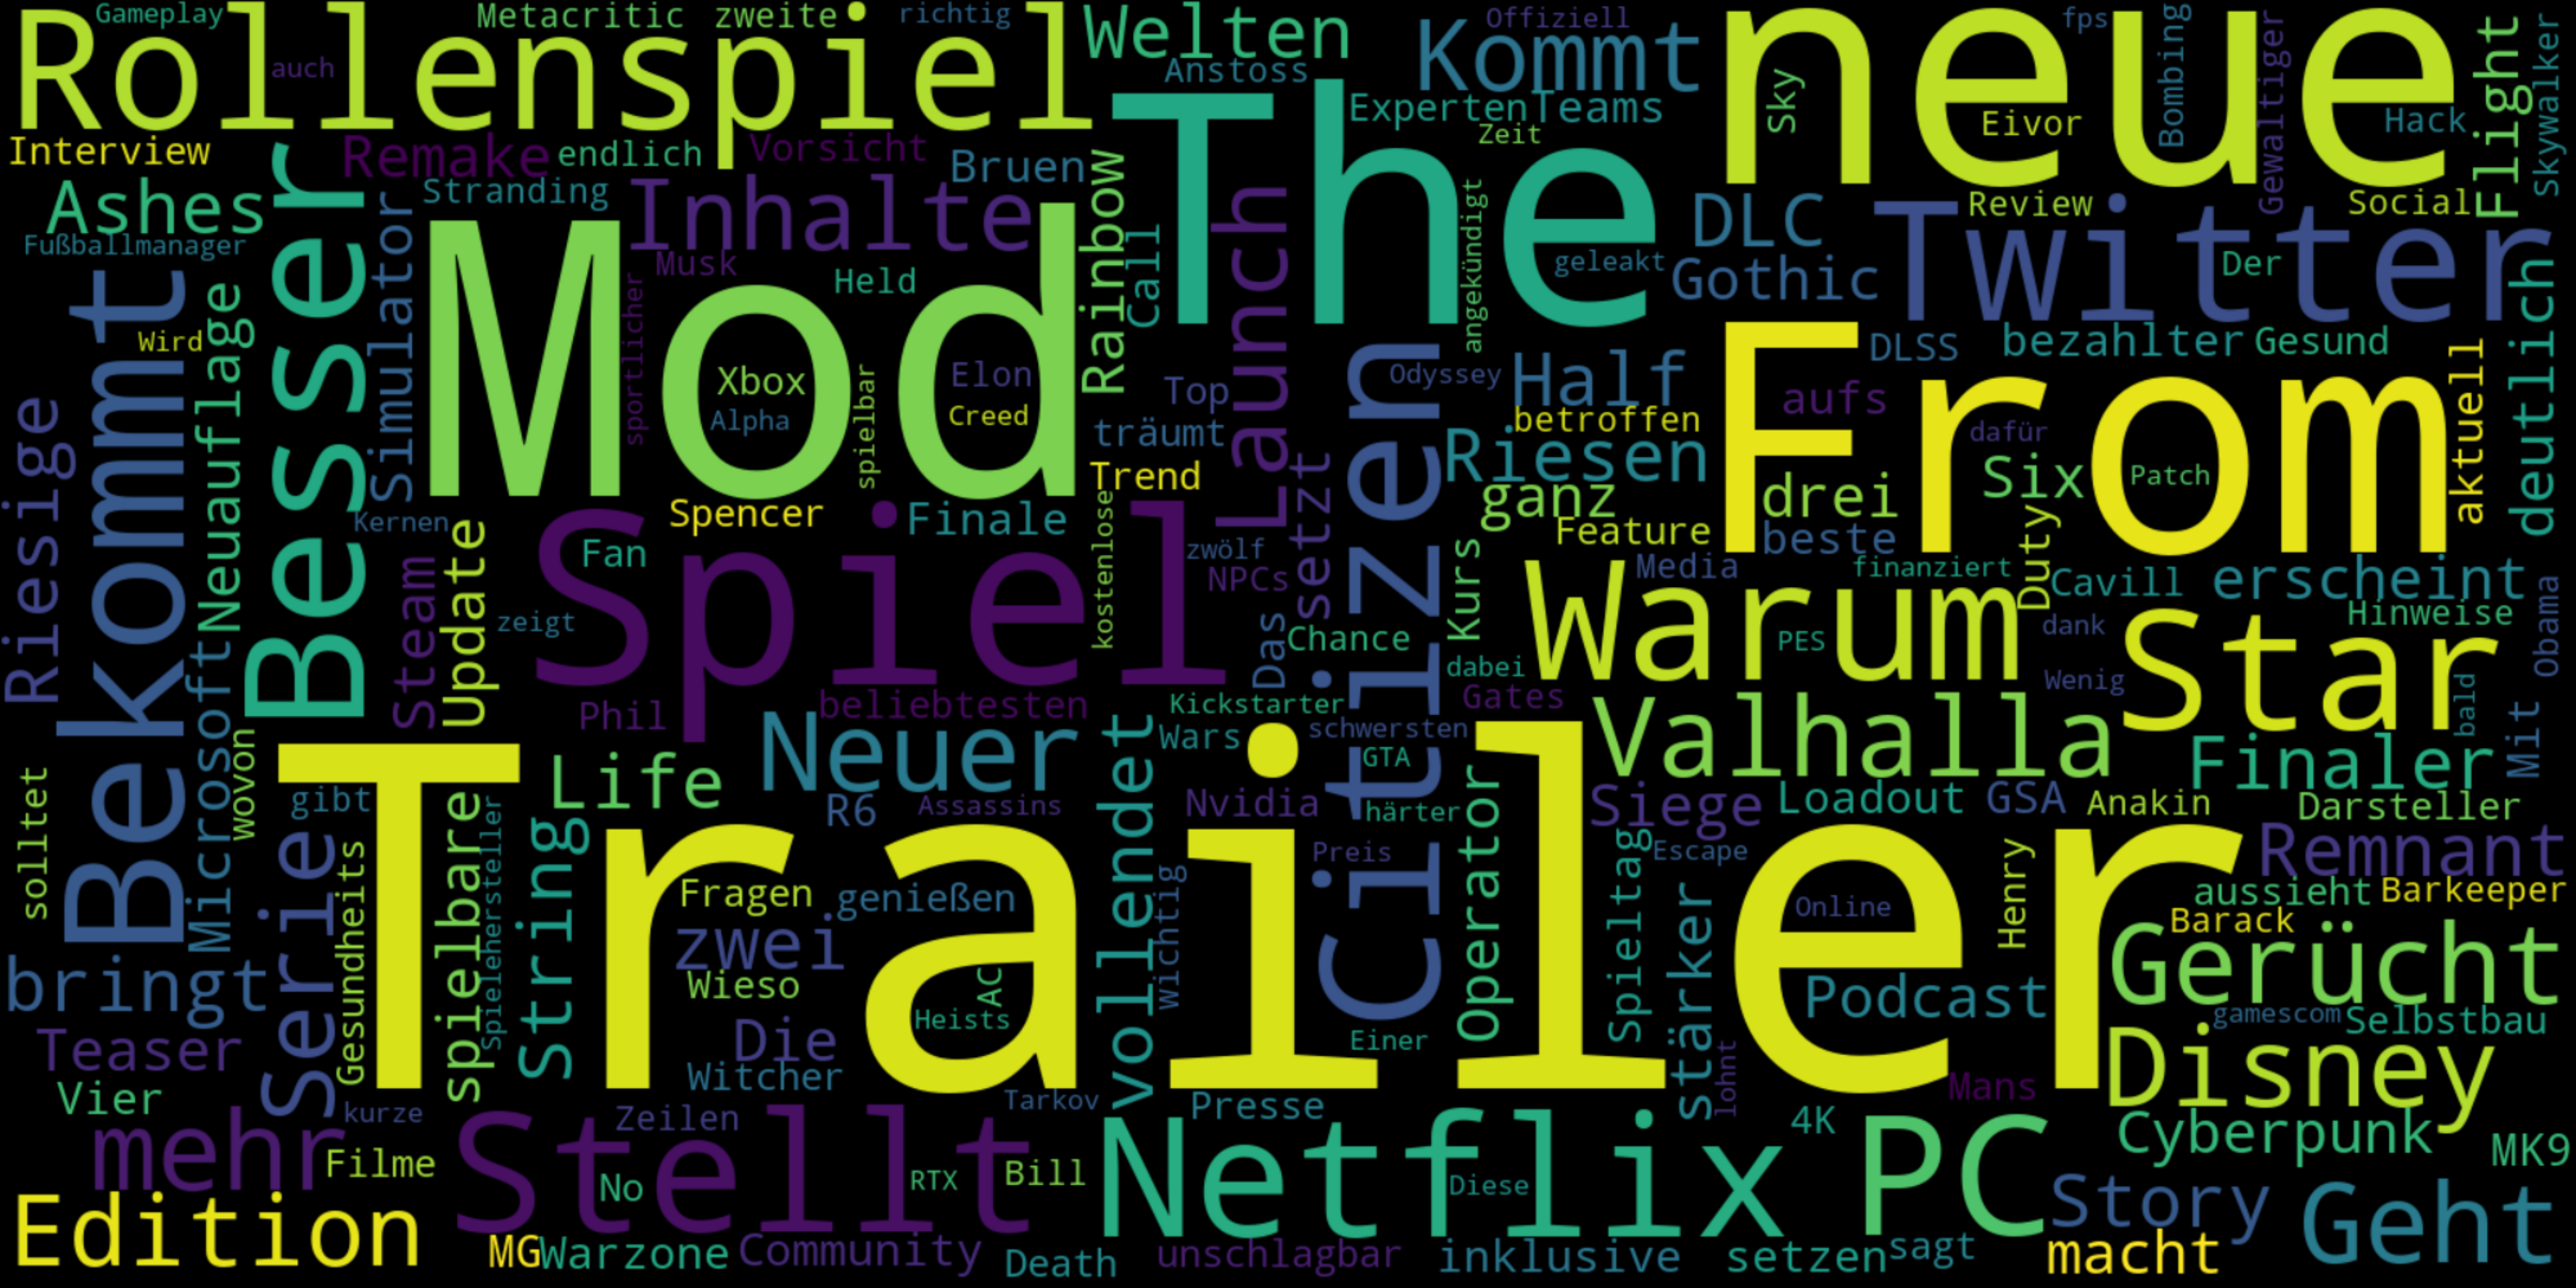 Gameplay
Metacritic
zweite
richtig
Rollenspiel
auch
Welten
Offiziell
Kommt
neue
fps
Bombing
Gewaltiger
Flight
Skywalker
Anstoss
Experten
Teams
Zeit
Sky
Eivor
Hack
Interview
Remake
endlich
Vorsicht
Bruen
The
Rainbow
Ashes
Besser
Simulator
Stranding
Inhalte
Launch
angekündigt
DLC
Twitter
Review
Social
Fußballmanager
Musk
Held
Call
geleakt
Gothic
Der
Bekommt
Neuauflage
Mod
sportlicher
Wird
Xbox
Alpha
spielbar
Elon
Creed
Top
träumt
Trend
Citizen
Odyssey
Half
betroffen
Riesen
DLSS
bezahlter
Gesund
From
aufs
dafür
aktuell
deutlich
Riesige
Kernen
Spencer
Finale
kostenlose
setzt
ganz
drei
Six
Patch
Feature
beste
Duty
Steam
Update
Fan
Spiel
zwölf
NPCs
Kurs
Media
finanziert
Cavill
erscheint
Warum
zeigt
Das
Chance
dabei
PES
dank
Hinweise
Obama
Star
Microsoft
wovon
Phil
beliebtesten
Kickstarter
Gates
Wenig
bald
Mit
Neuer
vollendet
Wars
schwersten
GTA
Valhalla
Finaler
solltet
Serie
gibt
Trailer
Life
R6
Assassins
Nvidia
härter
Operator
Siege
Loadout
GSA
Anakin
Darsteller
Gesundheits
spielbare
Spielehersteller
String
Preis
Spieltag
Escape
Henry
Remnant
Fragen
genießen
wichtig
stärker
Online
aussieht
Barkeeper
zwei
Barack
Gerücht
bringt
Wieso
AC
Heists
Podcast
gamescom
Selbstbau
Teaser
Die
Einer
lohnt
Disney
Vier
Witcher
Mans
kurze
Zeilen
Tarkov
Presse
4K
mehr
Stellt
Netflix
PC
Cyberpunk
MK9
Filme
No
RTX
Bill
Diese
Story
Geht
Edition
MG
Warzone
Community
Death
unschlagbar
inklusive
setzen
sagt
macht